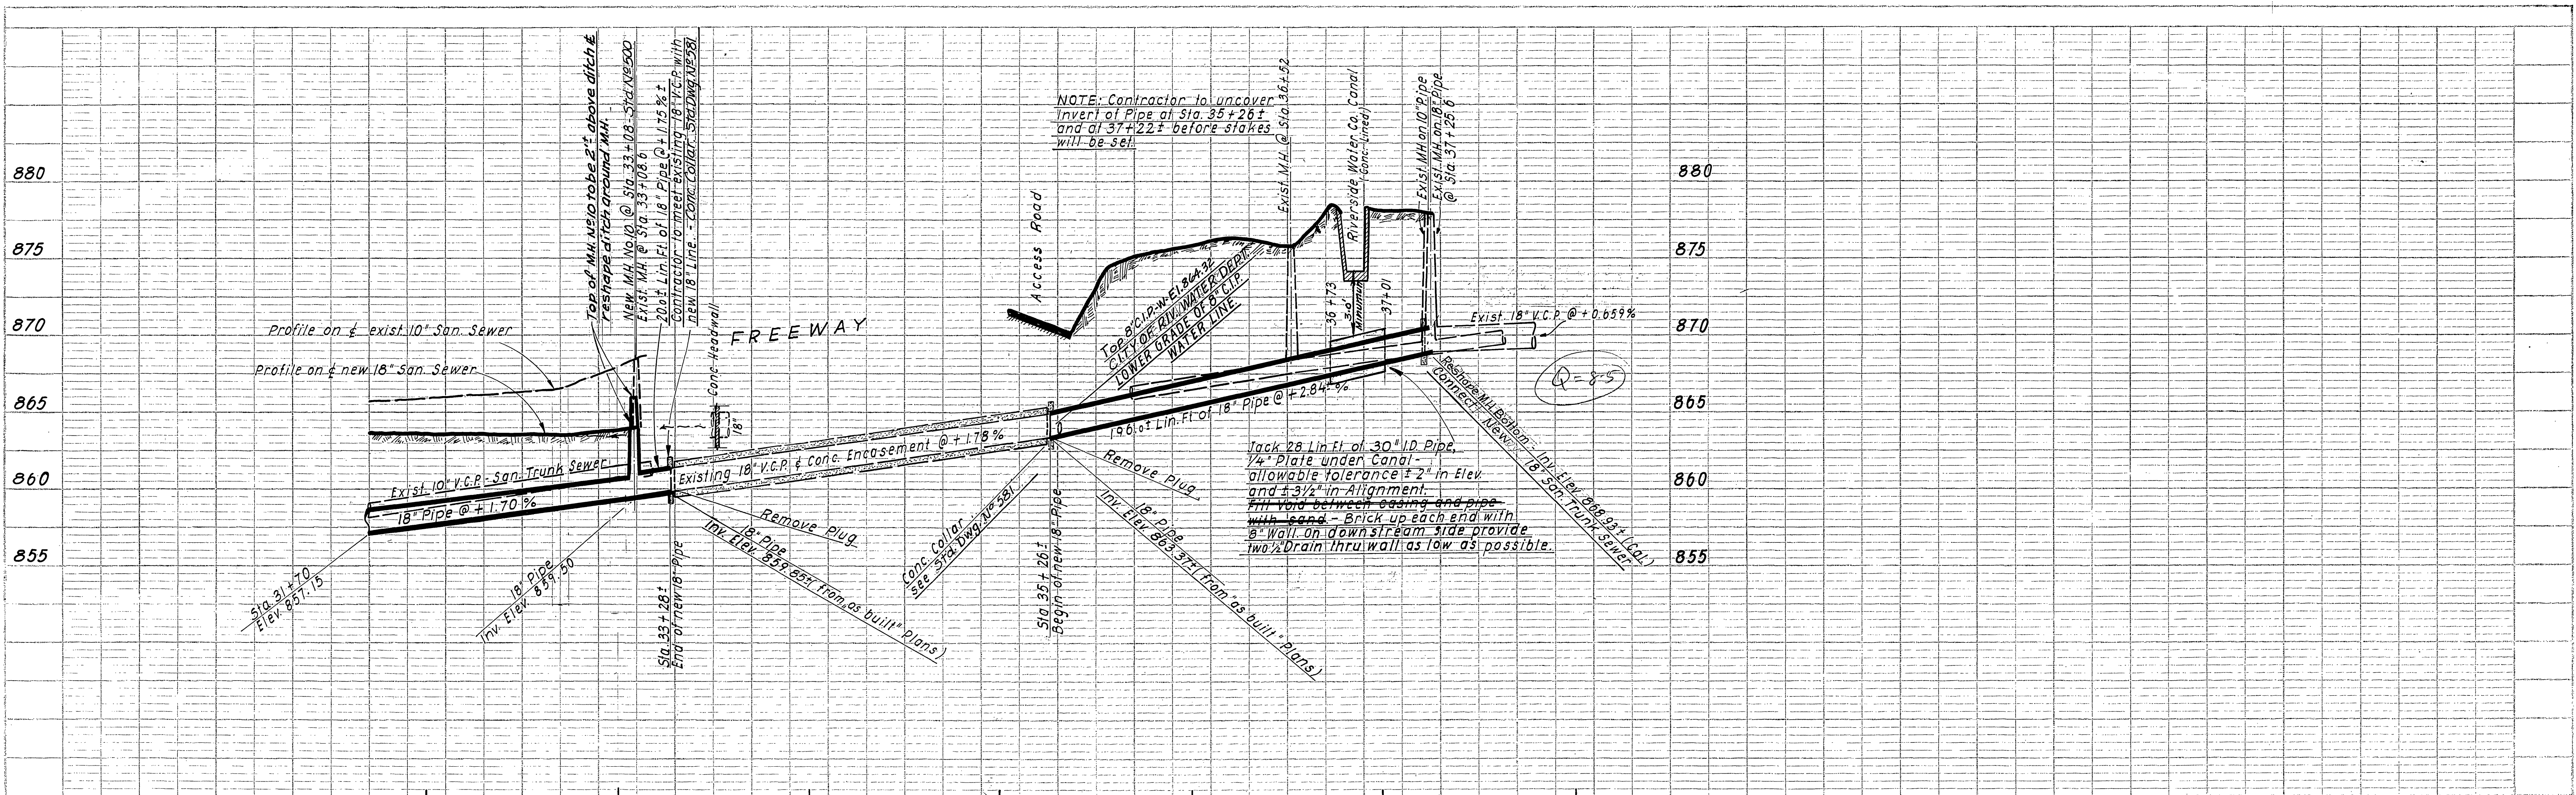 880
875
870
865
860
855
Profile on ℄ exist. 10" San. Sewer
Profile on ℄ new 18" San. Sewer
Exist. 10" V.C.P. - San. Trunk Sewer
18" Pipe @ + 1.70 %
Sta. 31+70
Elev. 857.15
18" Pipe
Inv. Elev. 859.50
Top of M.H. Nº 10 to be 2"± above ditch ℄
reshape ditch around M.H.
New M.H. No. 10 @ Sta. 33+08 - Std. Nº 500
Exist. M.H. @ Sta. 33+08.6
20.0± Lin. Ft. of 18" Pipe @ + 1.75 % ±
Contractor to meet existing 18" V.C.P. with
new 18" Line. - Conc. Collar Std. Dwg. Nº 581
Conc. Headwall
18"
FREEWAY
Existing 18" V.C.P. ¢ Conc. Encasement @ + 1.78 %
Sta. 33+28±
End of new 18" Pipe
Remove Plug
18" Pipe
Inv. Elev. 859.85± (from "as built" Plans)
Conc. Collar
see Std. Dwg. Nº 581
Sta 35+26±
Begin of new 18" Pipe
Remove Plug
18" Pipe
Inv. Elev. 863.37± (from "as built" Plans)
Access Road
NOTE: Contractor to uncover
Invert of Pipe at Sta. 35+26±
and at 37+22± before stakes
will be set.
Top 8" C.I.P.-W-El. 864.32
CITY OF RIV. WATER DEPT.
LOWER GRADE OF 8" C.I.P.
WATER LINE.
196.0± Lin. Ft of 18" Pipe @ + 2.84± %
Exist. M.H. @ Sta. 36+52
36+73
3.0'
Minimum
Riverside Water Co. Canal
(Conc. Lined)
37+01
Exist. M.H. on 10" Pipe
Exist. M.H. on 18" Pipe
@ Sta. 37+25.6
Exist. 18" V.C.P. @ + 0.659%
Q = 8.5
Jack 28 Lin. Ft. of 30" I.D. Pipe,
1/4" Plate under Canal -
allowable tolerance ± 2" in Elev.
and ± 3½" in Alignment.
Fill Void between casing and pipe
with sand - Brick up each end with
8" Wall on downstream side provide
two ½" Drain thru wall as low as possible.
Reshape M.H. Bottom - Inv. Elev. 868.93± (Cal.)
Connect New 18" San. Trunk Sewer
880
875
870
865
860
855